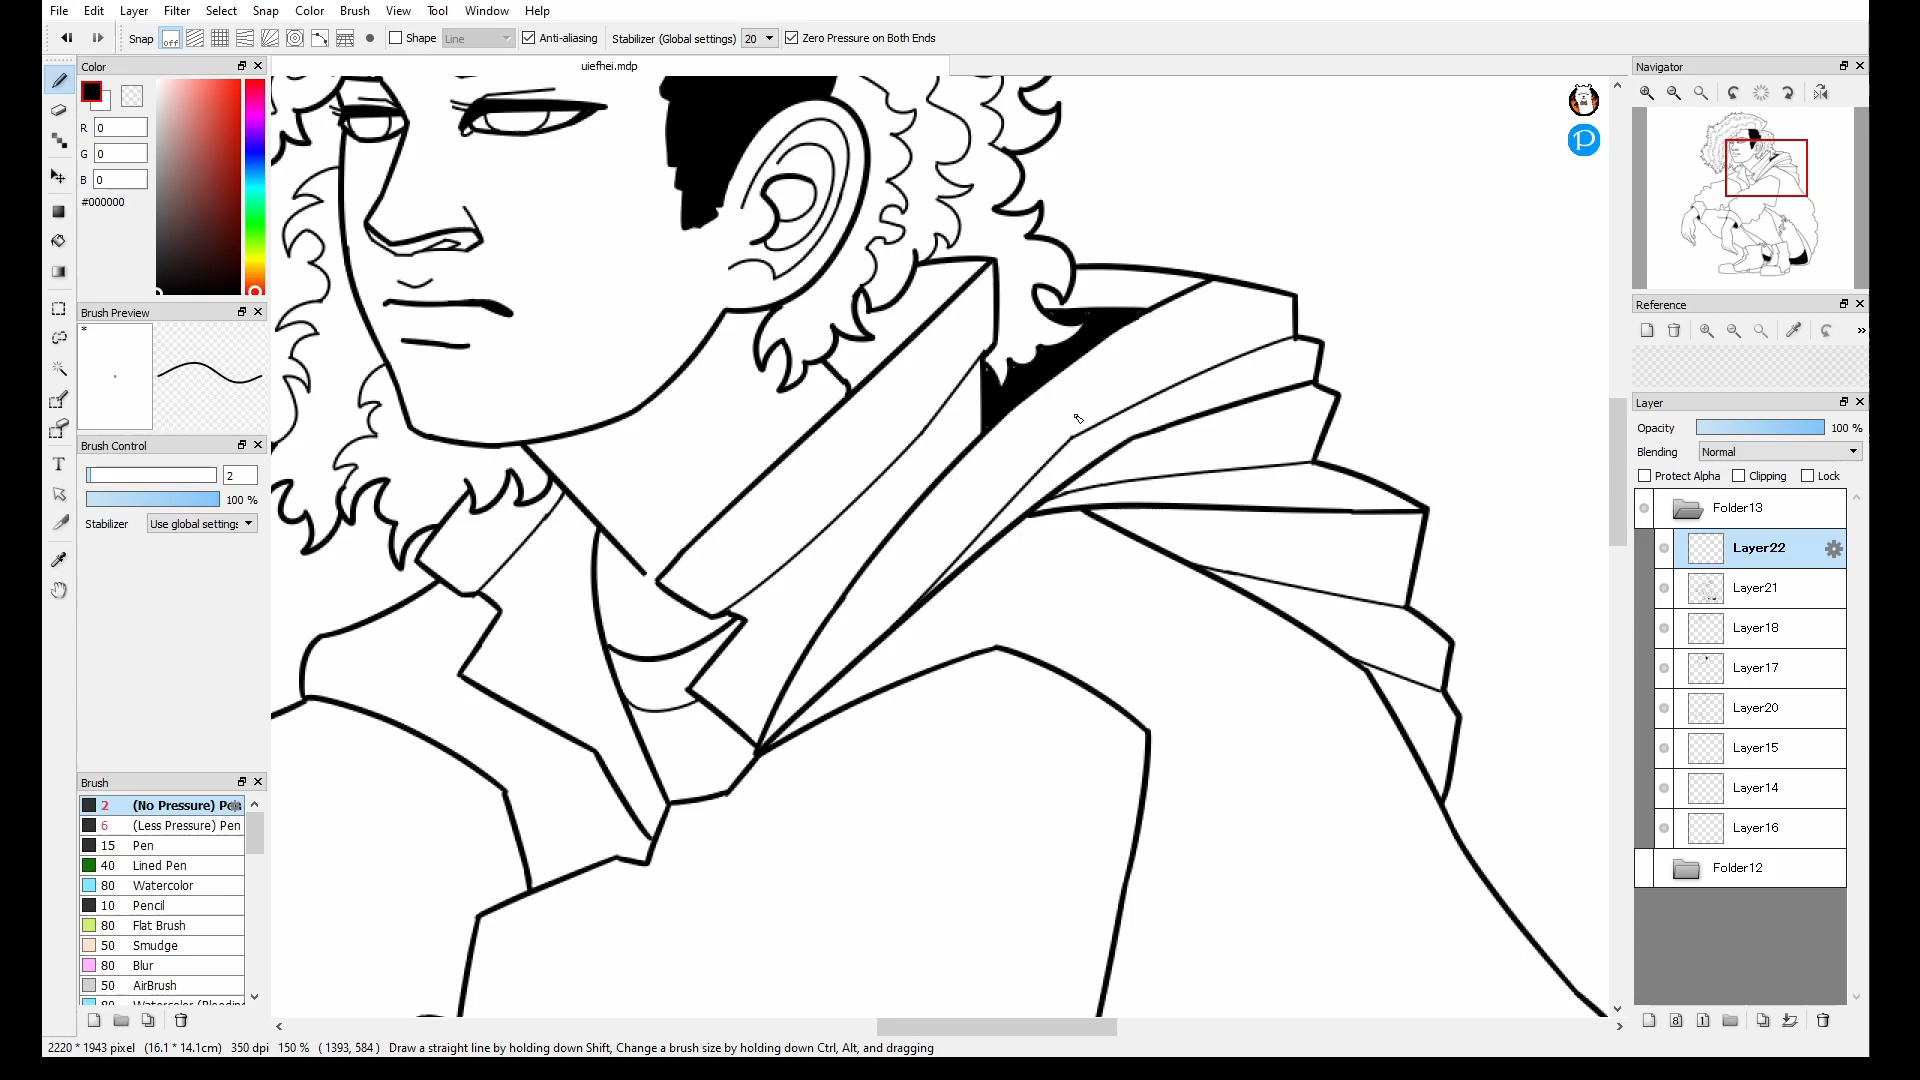 File Edit Layer Filter Select Snap Color Brush View Tool Window Help
Snap off Shape Line Anti-aliasing Stabilizer (Global settings) 20 Zero Pressure on Both Ends
uiefhei.mdp
Color
R 0
G 0
B 0
#000000
Brush Preview
*
Brush Control
2
100 %
Stabilizer Use global settings
Brush
2 (No Pressure) Pen
6 (Less Pressure) Pen
15 Pen
40 Lined Pen
80 Watercolor
10 Pencil
80 Flat Brush
50 Smudge
80 Blur
50 AirBrush
80 Watercolor (Bleeding
P
Navigator
Reference
»
Layer
Opacity 100 %
Blending Normal
Protect Alpha Clipping Lock
Folder13
Layer22
Layer21
Layer18
Layer17
Layer20
Layer15
Layer14
Layer16
Folder12
8 1
T
2220 * 1943 pixel (16.1 * 14.1cm) 350 dpi 150 % ( 1393, 584 ) Draw a straight line by holding down Shift, Change a brush size by holding down Ctrl, Alt, and dragging